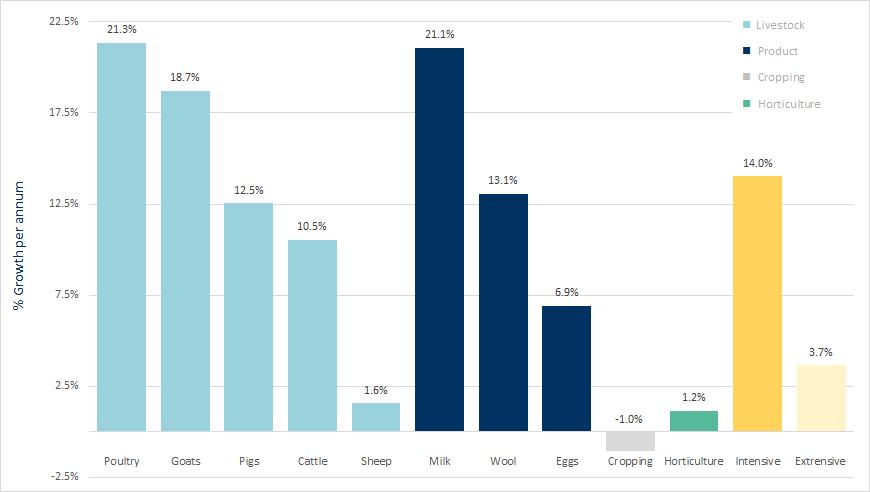 22.5%
17.5%
12.5%
7.5%
2.5%
-2.5%
% Growth per annum
21.3%
18.7%
12.5%
10.5%
1.6%
21.1%
13.1%
6.9%
-1.0%
1.2%
14.0%
3.7%
Poultry
Goats
Pigs
Cattle
Sheep
Milk
Wool
Eggs
Cropping
Horticulture
Intensive
Extrensive
Livestock
Product
Cropping
Horticulture